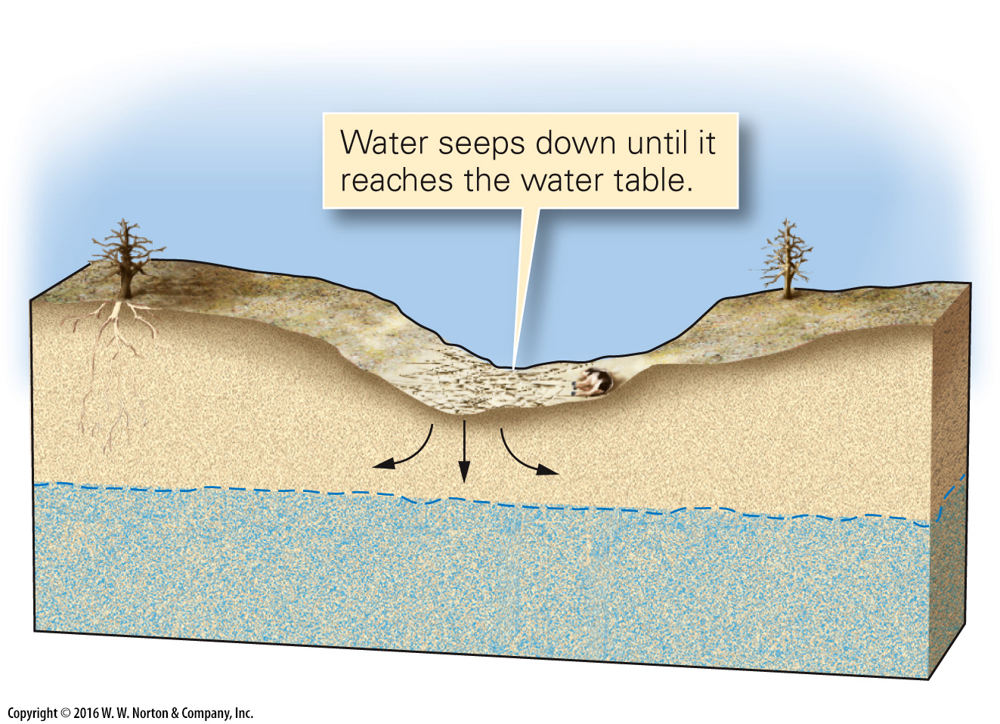 Water seeps down until it
reaches the water table.
Copyright © 2016 W. W. Norton & Company, Inc.